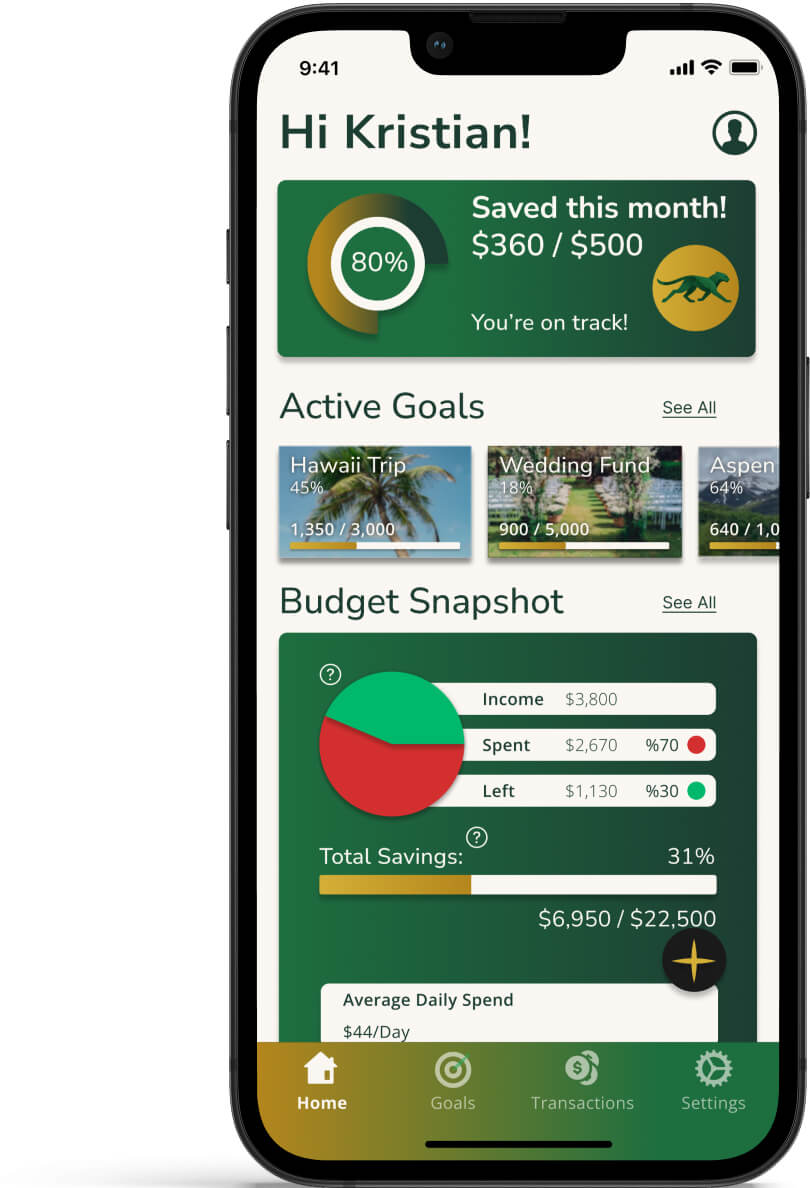 9:41
Hi Kristian!
80%
Saved this month!
$360 / $500
You're on track!
Active Goals
See All
Hawaii Trip
45%
1,350 / 3,000
Wedding Fund
18%
900 / 5,000
Aspen
64%
640 / 1,0
Budget Snapshot
See All
?
Income $3,800
Spent $2,670 %70
Left $1,130 %30
?
Total Savings: 31%
$6,950 / $22,500
Average Daily Spend
$44/Day
$
Home
Goals
Transactions
Settings